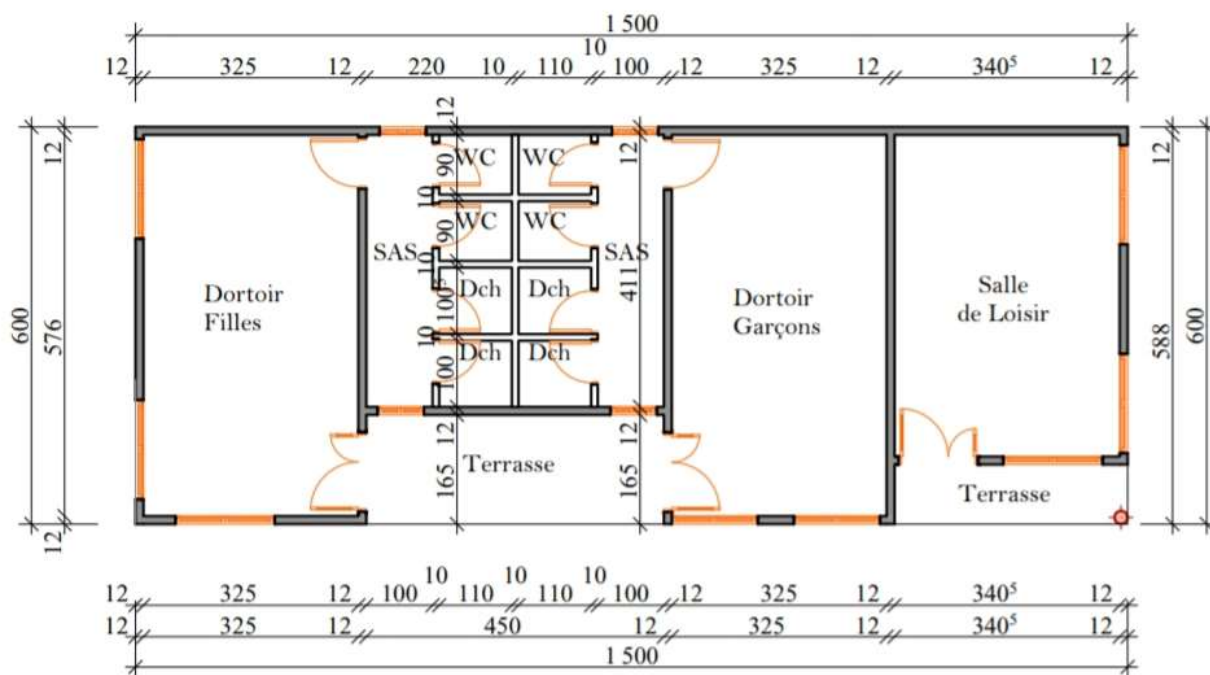 1 500
10
12 325 12 220 10 110 100 12 325 12 340⁵ 12
600
576
12
12
12
90
10
90
10
100⁵
10
100
12
165
12
411
12
165
12
588
600
WC WC
WC WC
SAS SAS
Dch Dch
Dch Dch
Dortoir
Filles
Dortoir
Garçons
Salle
de Loisir
Terrasse
Terrasse
10 10 10
12 325 12 100 110 110 100 12 325 12 340⁵ 12
12 325 12 450 12 325 12 340⁵ 12
1 500